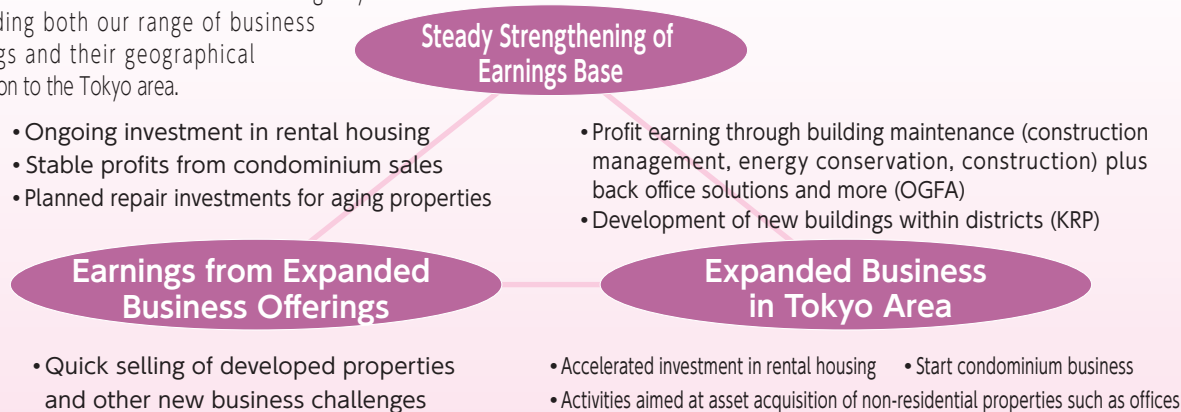 ding both our range of business
gs and their geographical
on to the Tokyo area.
Steady Strengthening of
Earnings Base
• Ongoing investment in rental housing
• Stable profits from condominium sales
• Planned repair investments for aging properties
• Profit earning through building maintenance (construction
management, energy conservation, construction) plus
back office solutions and more (OGFA)
• Development of new buildings within districts (KRP)
Earnings from Expanded
Business Offerings
Expanded Business
in Tokyo Area
• Quick selling of developed properties
and other new business challenges
• Accelerated investment in rental housing • Start condominium business
• Activities aimed at asset acquisition of non-residential properties such as offices